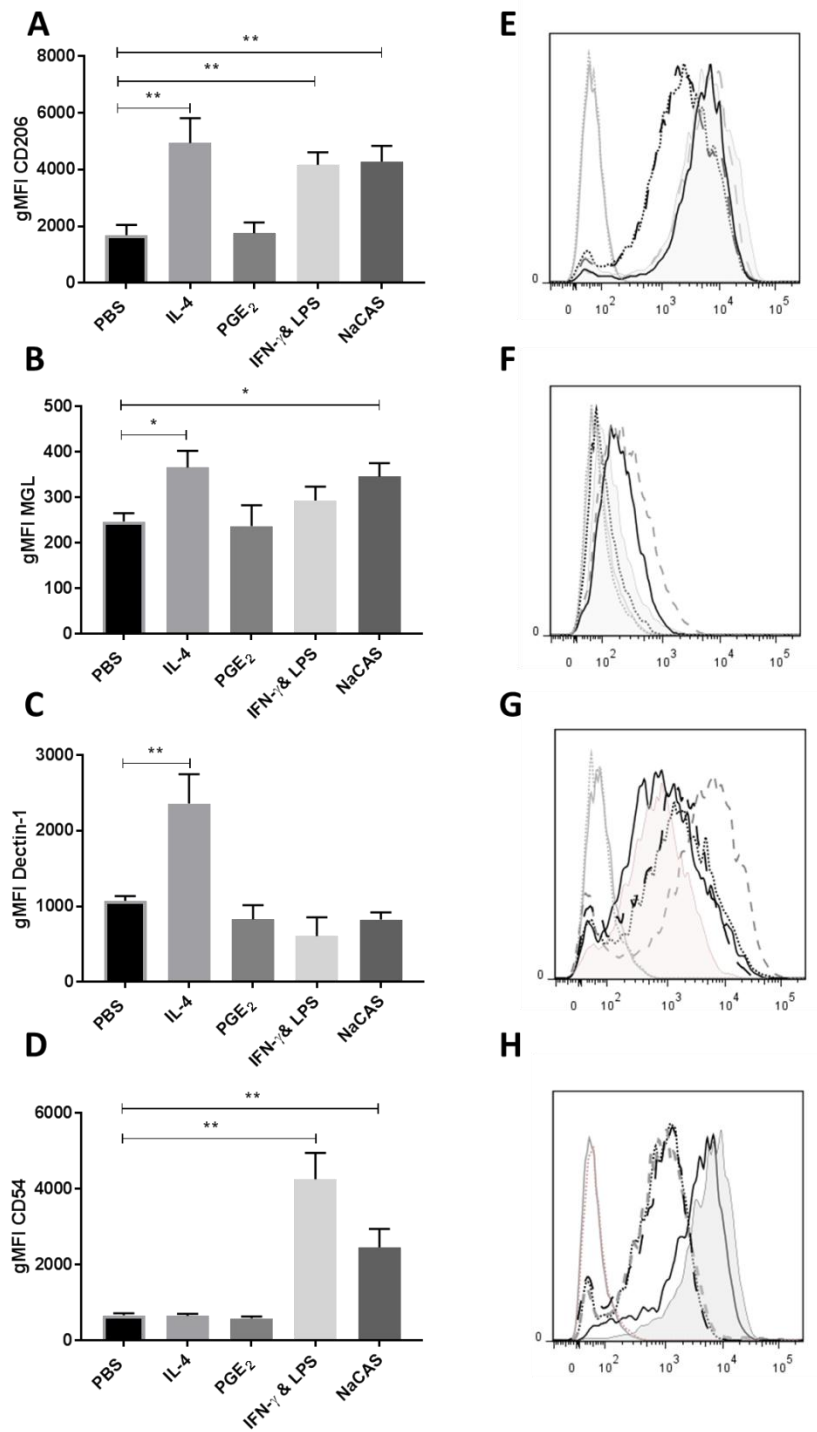 A
**
**
**
8000
6000
4000
2000
0
gMFI CD206
PBS
IL-4
PGE₂
IFN-γ& LPS
NaCAS
E
0
0 10² 10³ 10⁴ 10⁵
B
*
*
500
400
300
200
100
0
gMFI MGL
PBS
IL-4
PGE₂
IFN-γ& LPS
NaCAS
F
0
0 10² 10³ 10⁴ 10⁵
C
**
3000
2000
1000
0
gMFI Dectin-1
PBS
IL-4
PGE₂
IFN-γ& LPS
NaCAS
G
0
0 10² 10³ 10⁴ 10⁵
D
**
**
6000
4000
2000
0
gMFI CD54
PBS
IL-4
PGE₂
IFN-γ & LPS
NaCAS
H
0
0 10² 10³ 10⁴ 10⁵